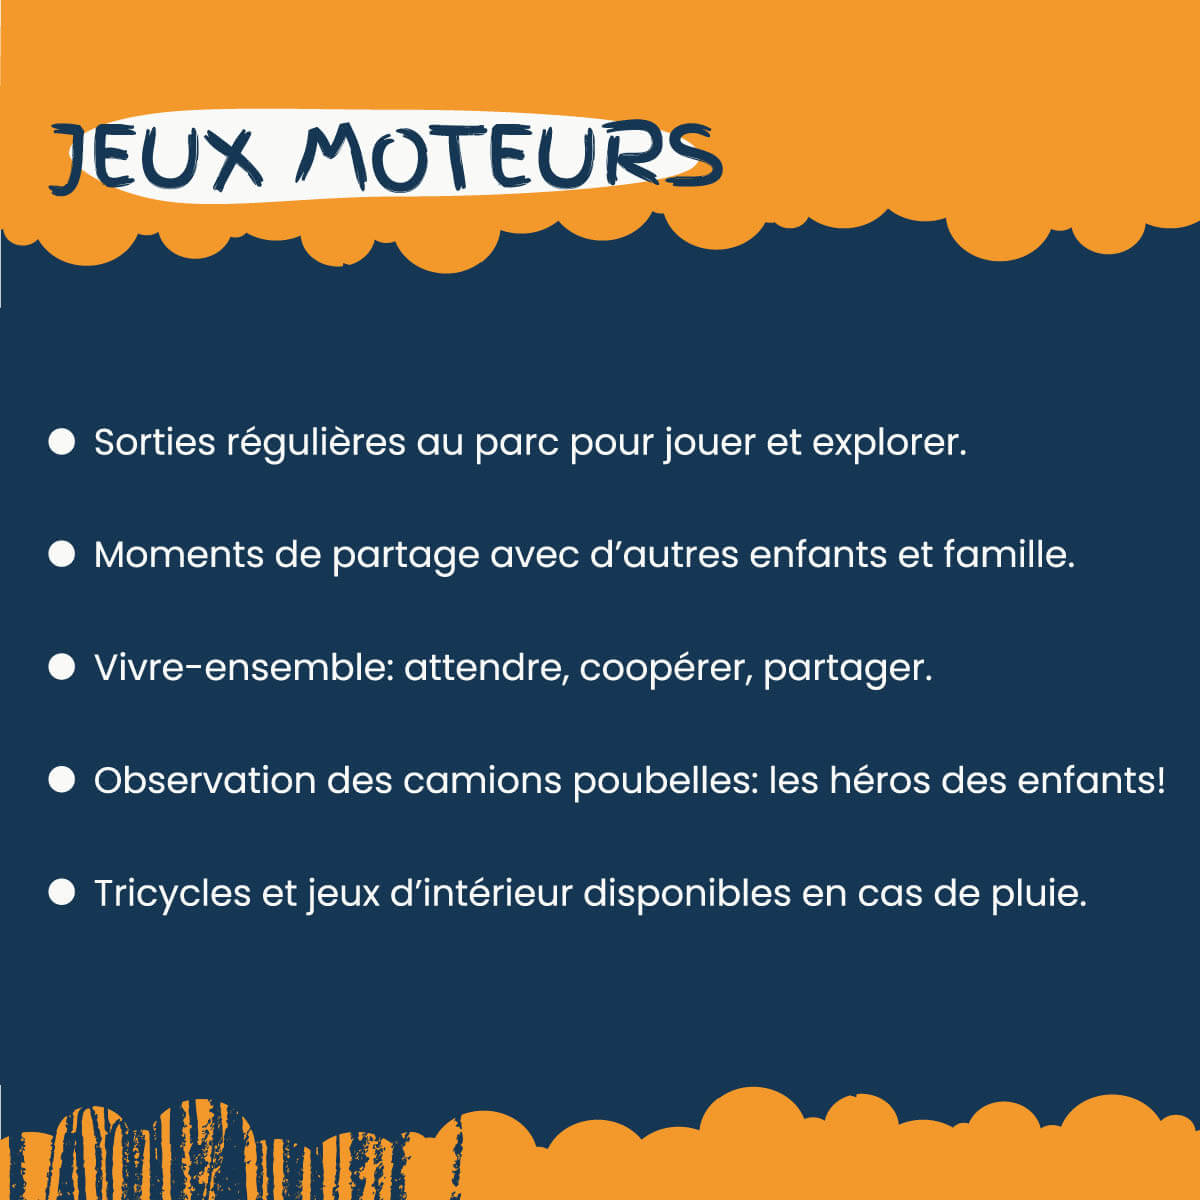 JEUX MOTEURS
Sorties régulières au parc pour jouer et explorer.
Moments de partage avec d’autres enfants et famille.
Vivre-ensemble: attendre, coopérer, partager.
Observation des camions poubelles: les héros des enfants!
Tricycles et jeux d’intérieur disponibles en cas de pluie.